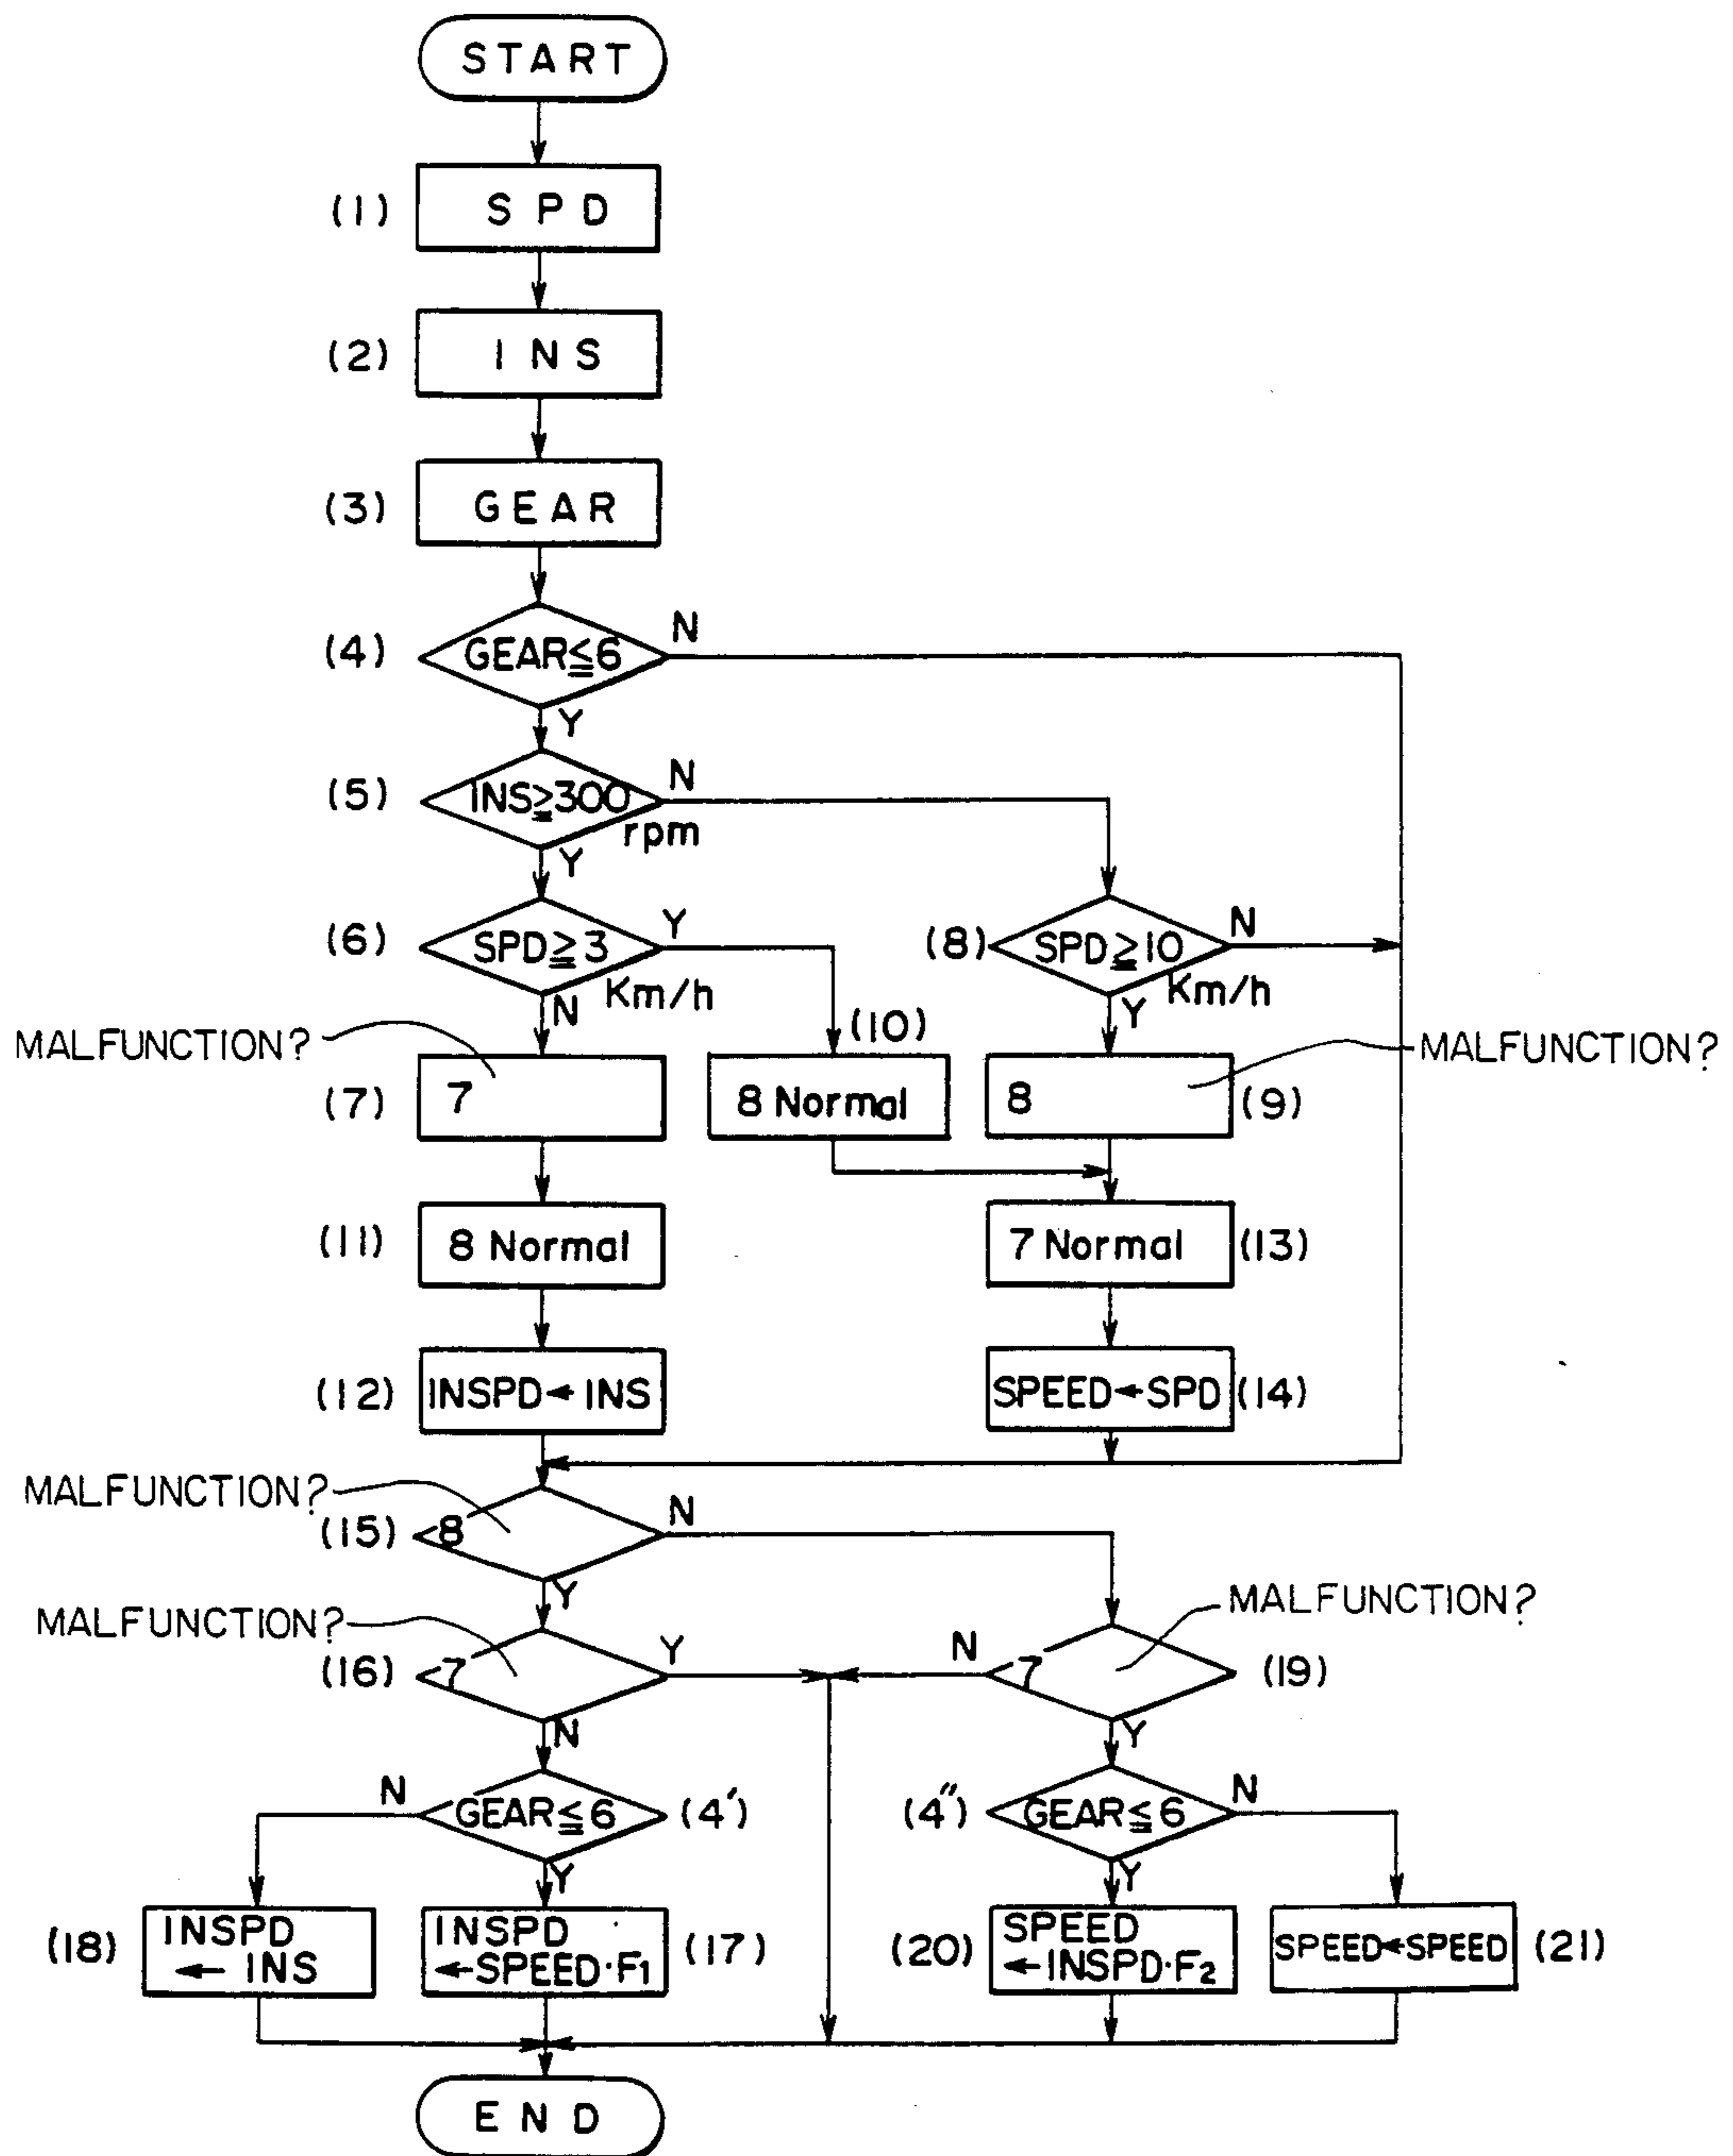 START
(1) SPD
(2) INS
(3) GEAR
(4) GEAR≦6 N
Y
(5) INS≧300 rpm N
Y
(6) SPD≧3 Km/h Y
N
(8) SPD≧10 Km/h N
Y
MALFUNCTION?
(7) 7
(10)
8 Normal
8 (9)
MALFUNCTION?
(11) 8 Normal
7 Normal (13)
(12) INSPD←INS
SPEED←SPD (14)
MALFUNCTION?
(15) 8 N
Y
MALFUNCTION?
(16) 7 Y
N
MALFUNCTION?
N 7 (19)
Y
N GEAR≦6 (4')
Y
(4") GEAR≦6 N
Y
(18) INSPD
← INS
INSPD
←SPEED·F1 (17)
(20) SPEED
←INSPD·F2
SPEED←SPEED (21)
END